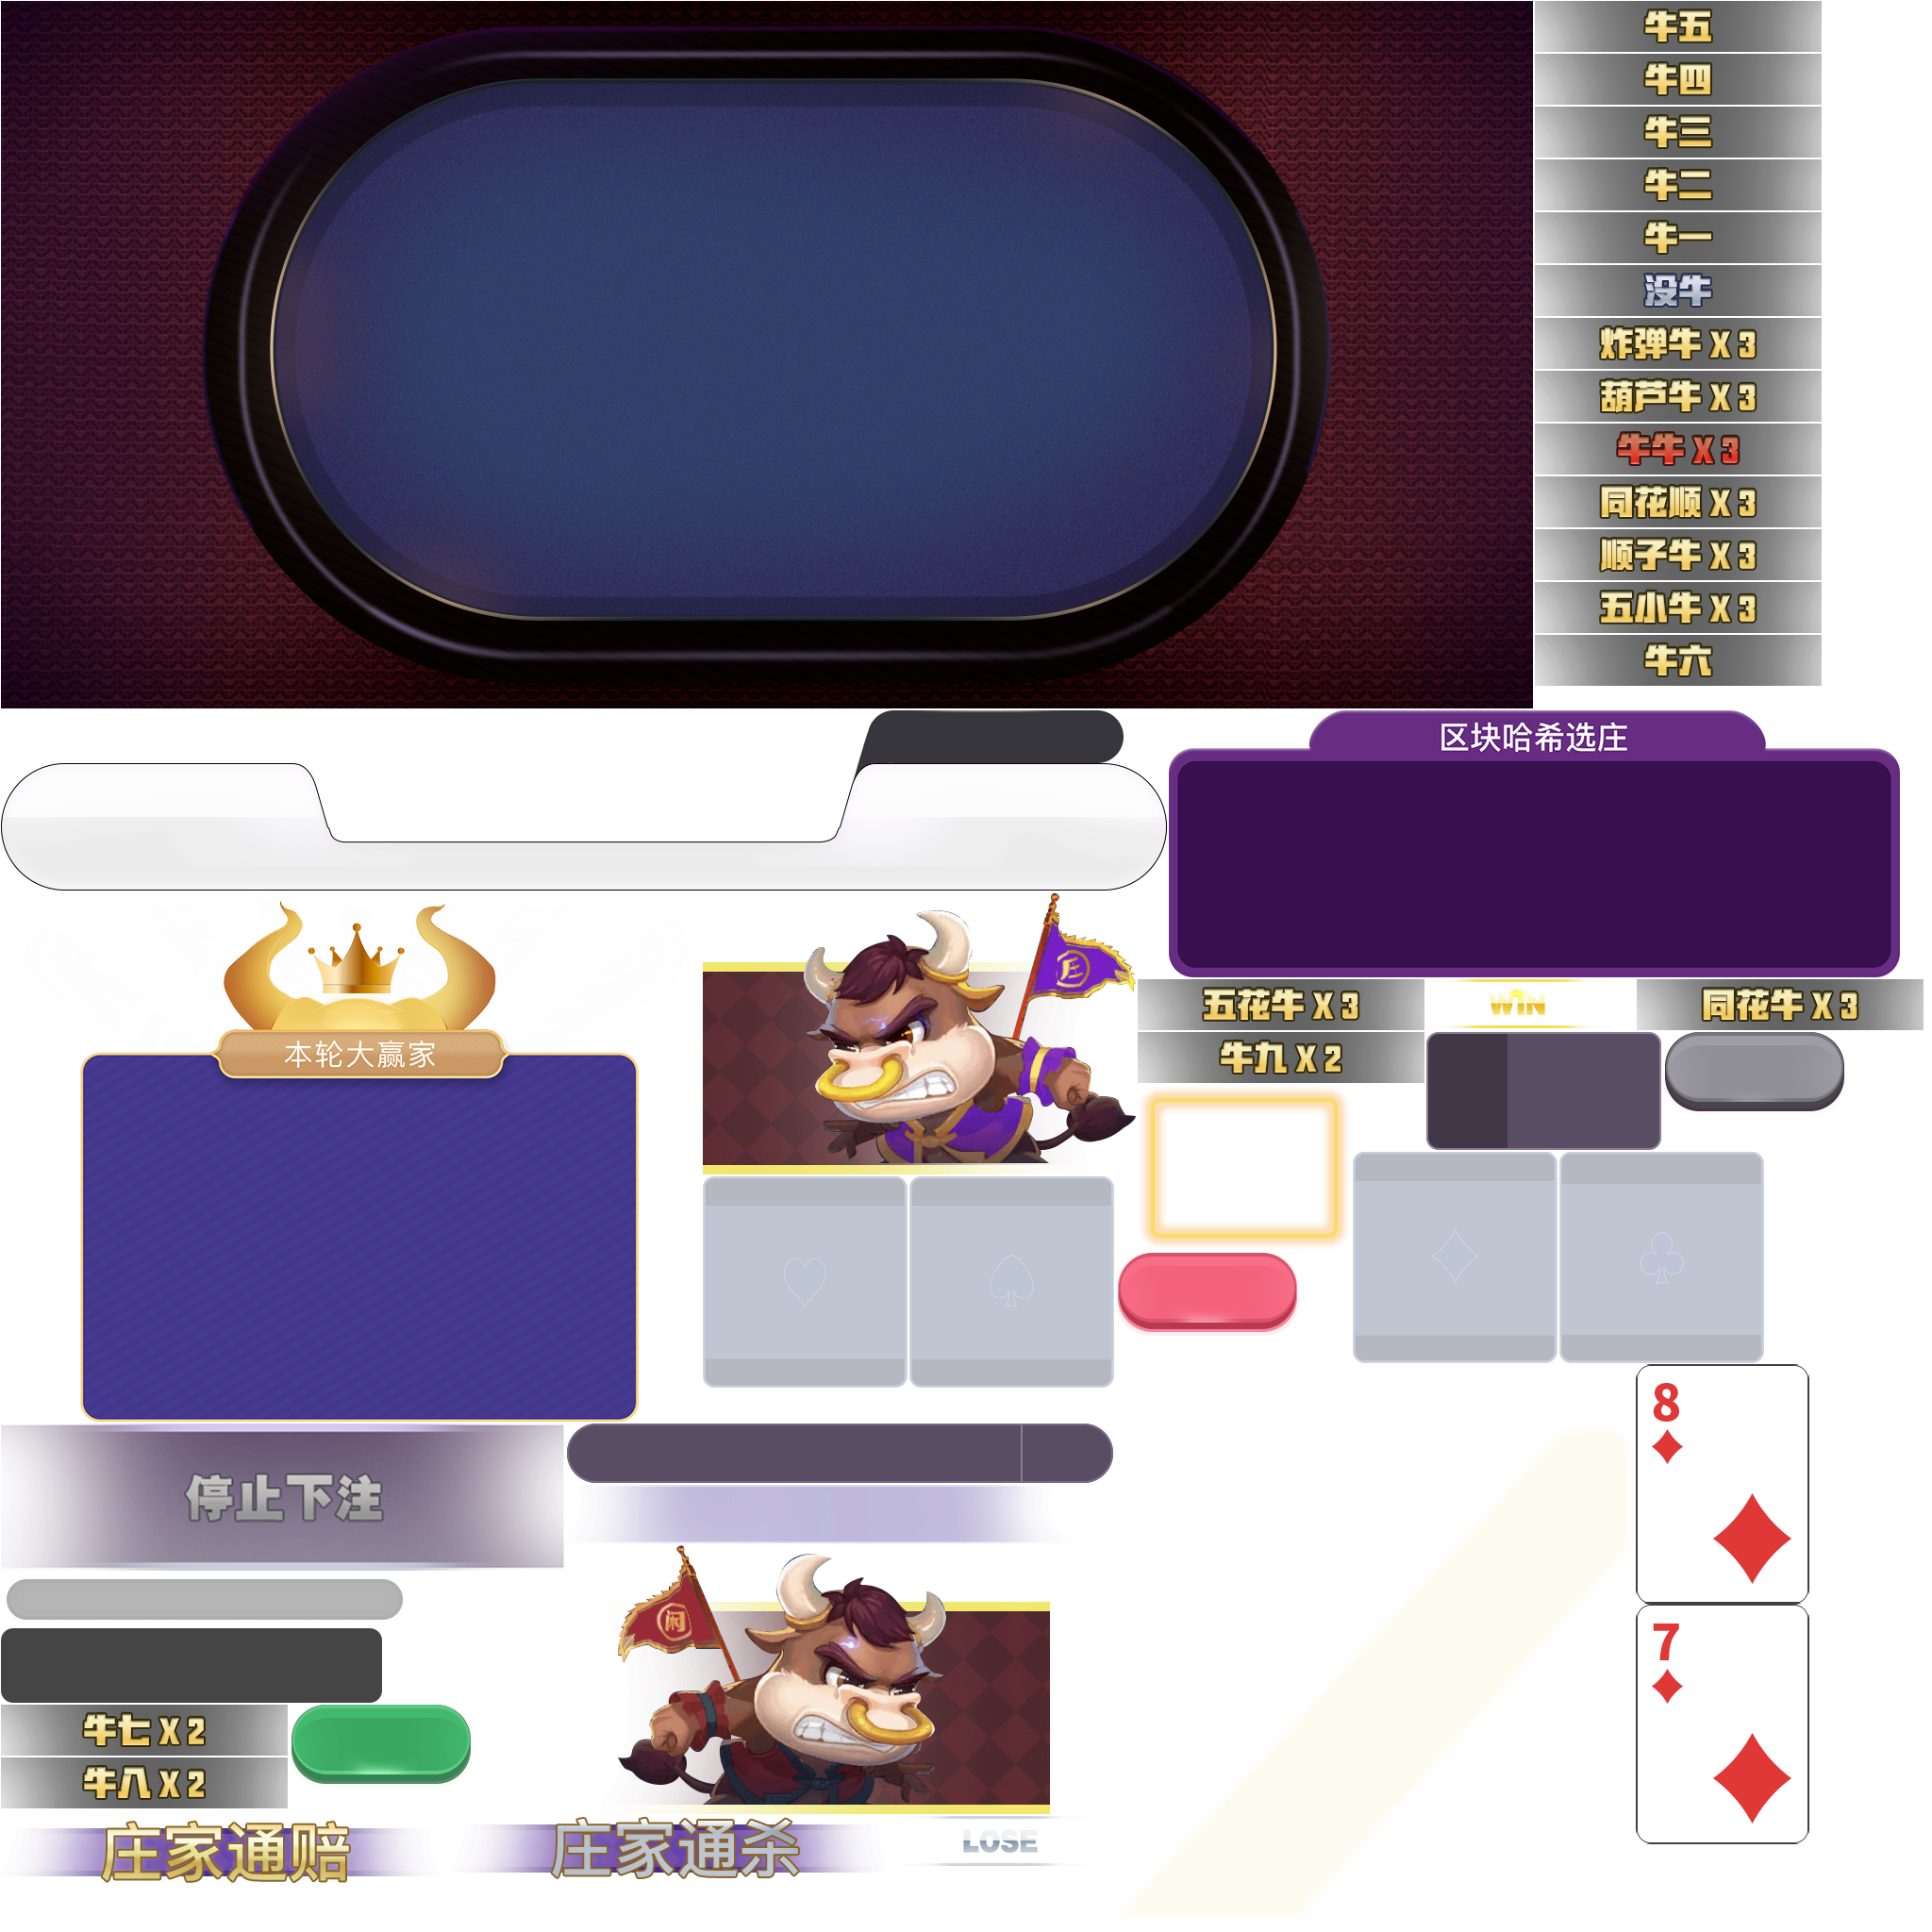 牛五
牛四
牛三
牛二
牛一
没牛
炸弹牛 X 3
葫芦牛 X 3
牛牛 X 3
同花顺 X 3
顺子牛 X 3
五小牛 X 3
牛六
区块哈希选庄
庄
五花牛 X 3
WIN
同花牛 X 3
本轮大赢家
牛九 X 2
8
停止下注
闲
7
牛七 X 2
牛八 X 2
庄家通赔
庄家通杀
LOSE